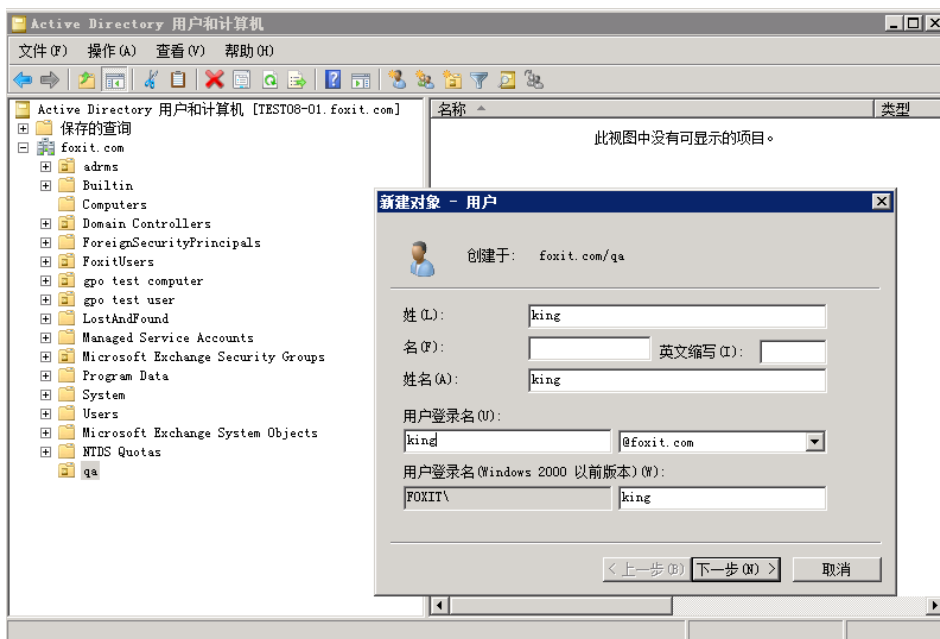 Active Directory 用户和计算机
文件(F) 操作(A) 查看(V) 帮助(H)
Active Directory 用户和计算机 [TEST08-01.foxit.com]
保存的查询
foxit.com
adrms
Builtin
Computers
Domain Controllers
ForeignSecurityPrincipals
FoxitUsers
gpo test computer
gpo test user
LostAndFound
Managed Service Accounts
Microsoft Exchange Security Groups
Program Data
System
Users
Microsoft Exchange System Objects
NTDS Quotas
qa
名称 类型
此视图中没有可显示的项目。
新建对象 - 用户
创建于: foxit.com/qa
姓(L): king
名(F): 英文缩写(I):
姓名(A): king
用户登录名(U):
king @foxit.com
用户登录名(Windows 2000 以前版本)(W):
FOXIT\ king
< 上一步(B) 下一步(N) > 取消